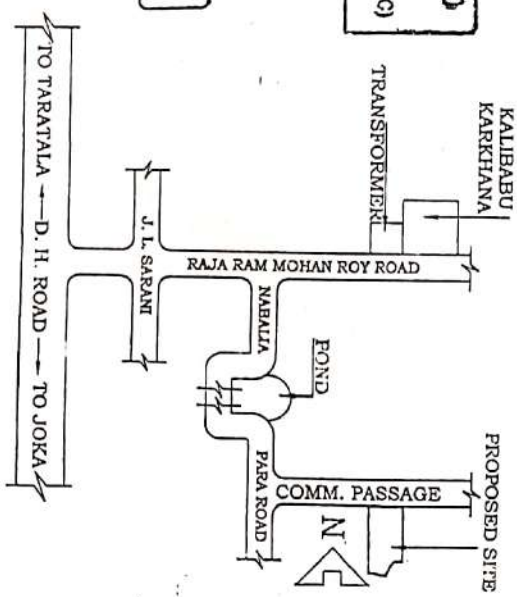 C)
KALIBABU
KARKHANA
TRANSFORMER
PROPOSED SITE
RAJA RAM MOHAN ROY ROAD
J. L. SARANI
NABALIA
PARA ROAD
POND
COMM. PASSAGE
N
TO TARATALA ← D. H. ROAD → TO JOKA